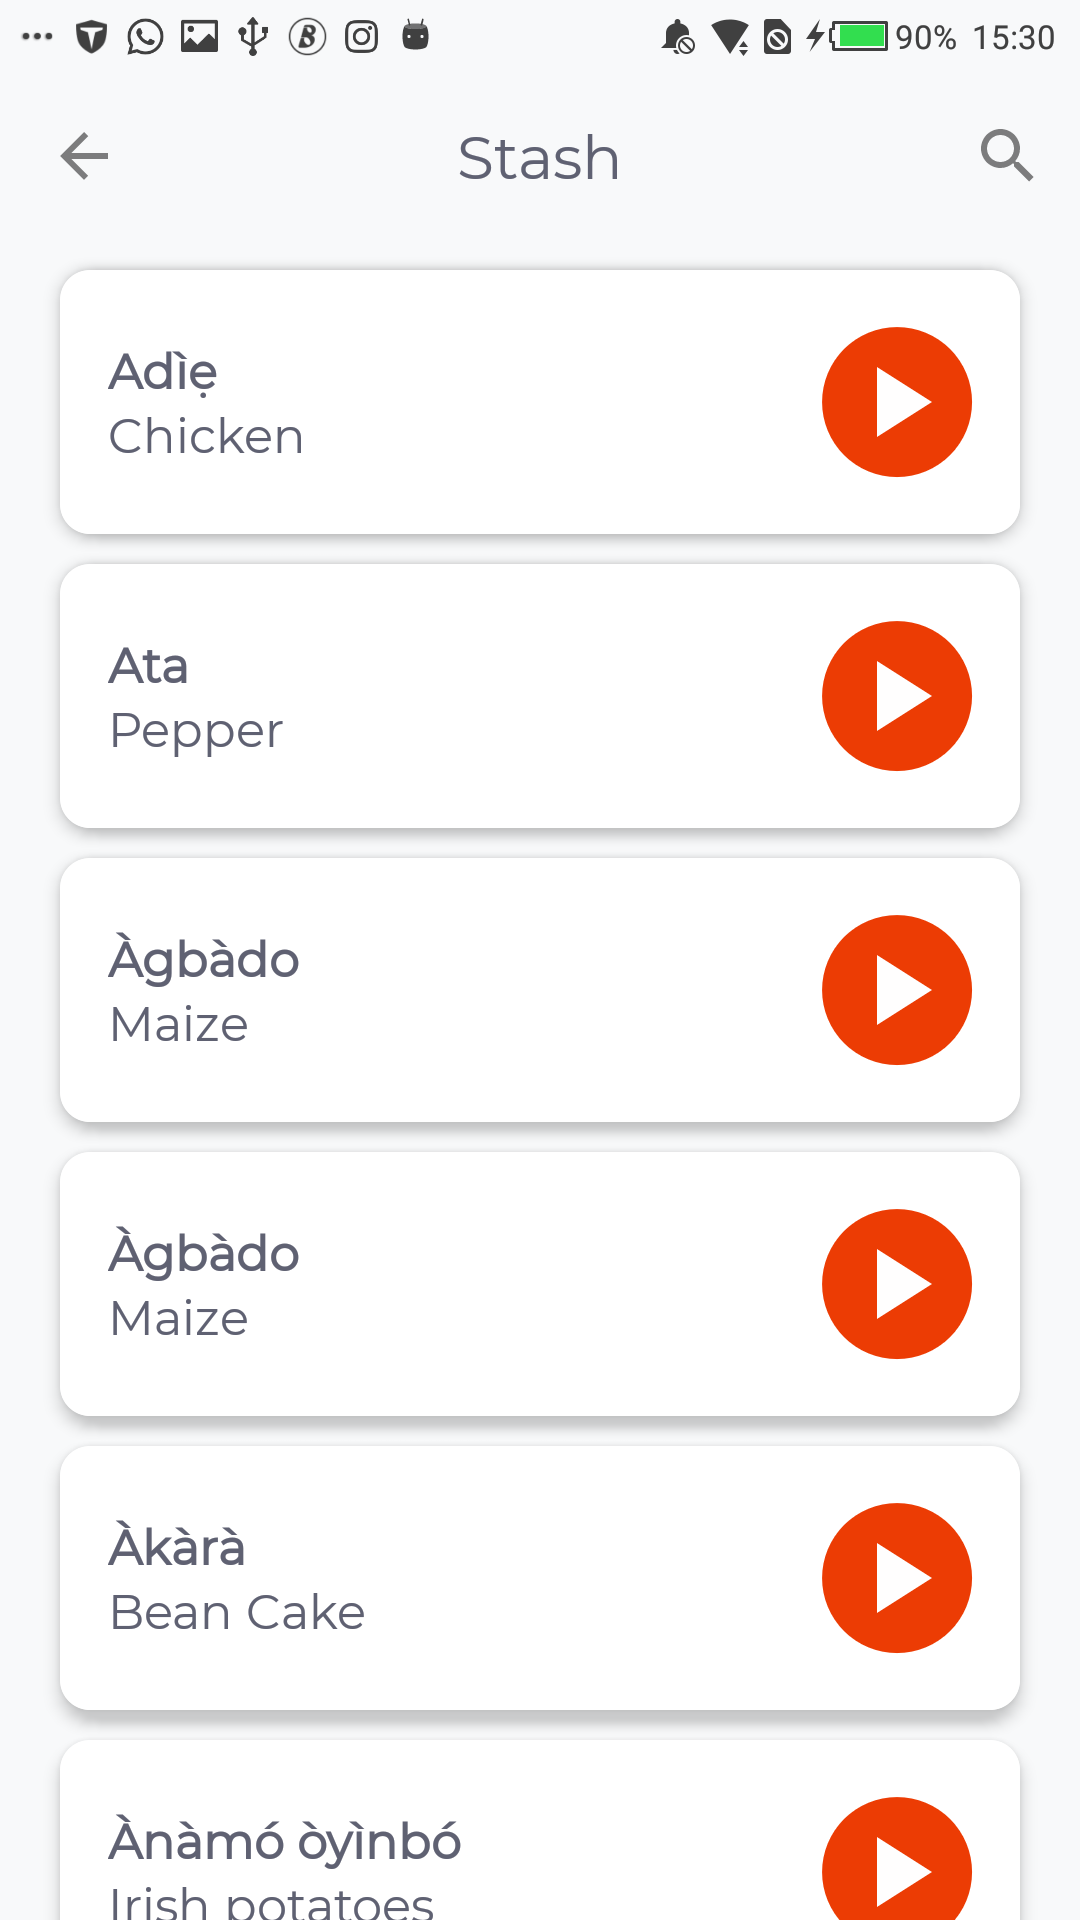 90% 15:30
Stash
Adìẹ
Chicken
Ata
Pepper
Àgbàdo
Maize
Àgbàdo
Maize
Àkàrà
Bean Cake
Ànàmó òyìnbó
Irish potatoes